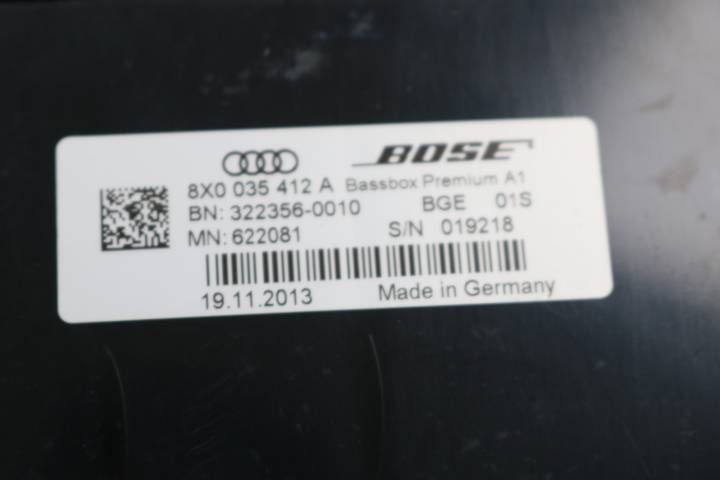 BOSE
8X0 035 412 A Bassbox Premium A1
BN: 322356-0010 BGE 01S
MN: 622081 S/N 019218
19.11.2013 Made in Germany